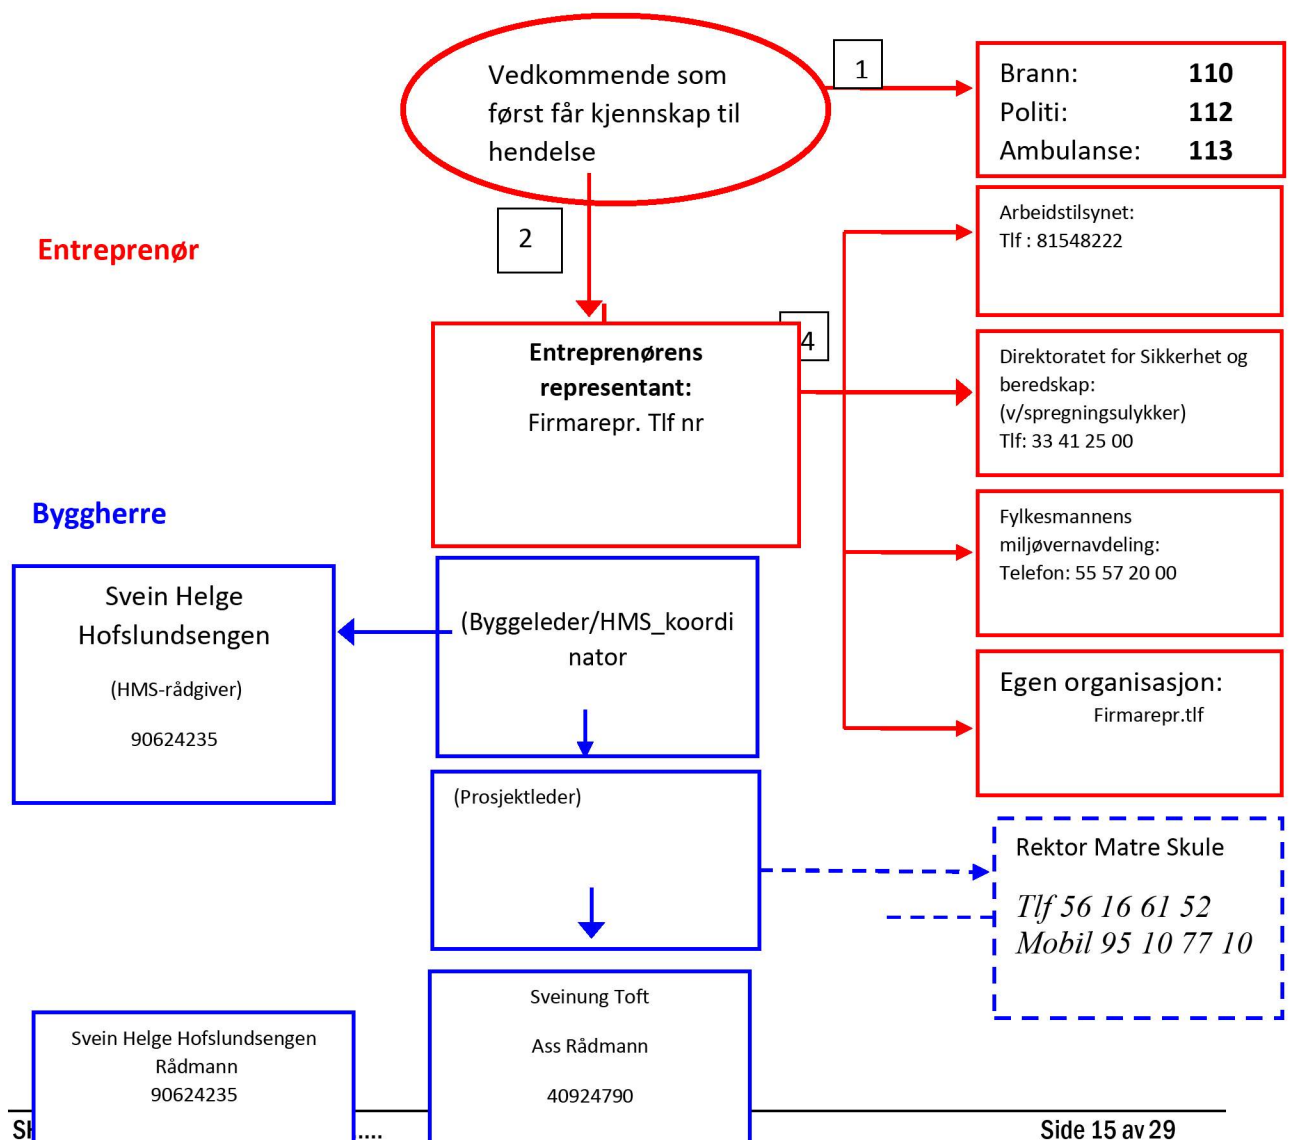 Vedkommende som
først får kjennskap til
hendelse
1
Brann: 110
Politi: 112
Ambulanse: 113
2
Entreprenør
Arbeidstilsynet:
Tlf : 81548222
4
Entreprenørens
representant:
Firmarepr. Tlf nr
Direktoratet for Sikkerhet og
beredskap:
(v/spregningsulykker)
Tlf: 33 41 25 00
Byggherre
Fylkesmannens
miljøvernavdeling:
Telefon: 55 57 20 00
Svein Helge
Hofslundsengen
(HMS-rådgiver)
90624235
(Byggeleder/HMS_koordi
nator
Egen organisasjon:
Firmarepr.tlf
(Prosjektleder)
Rektor Matre Skule
Tlf 56 16 61 52
Mobil 95 10 77 10
Sveinung Toft
Ass Rådmann
40924790
Svein Helge Hofslundsengen
Rådmann
90624235
....
Side 15 av 29